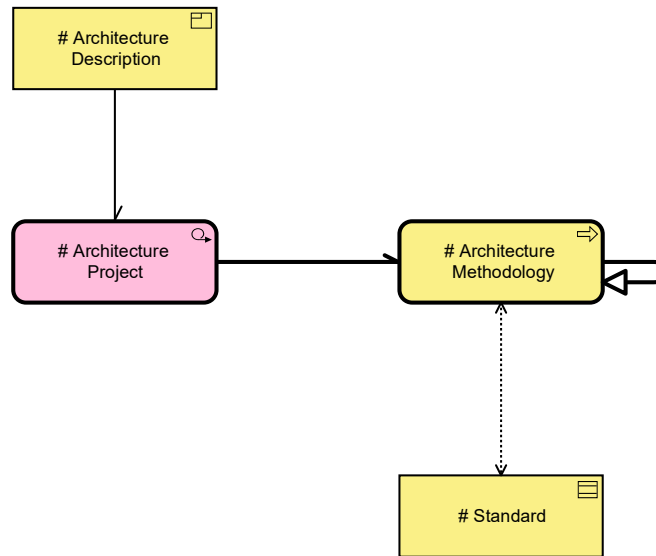 # Architecture
Description
# Architecture
Project
# Architecture
Methodology
# Standard